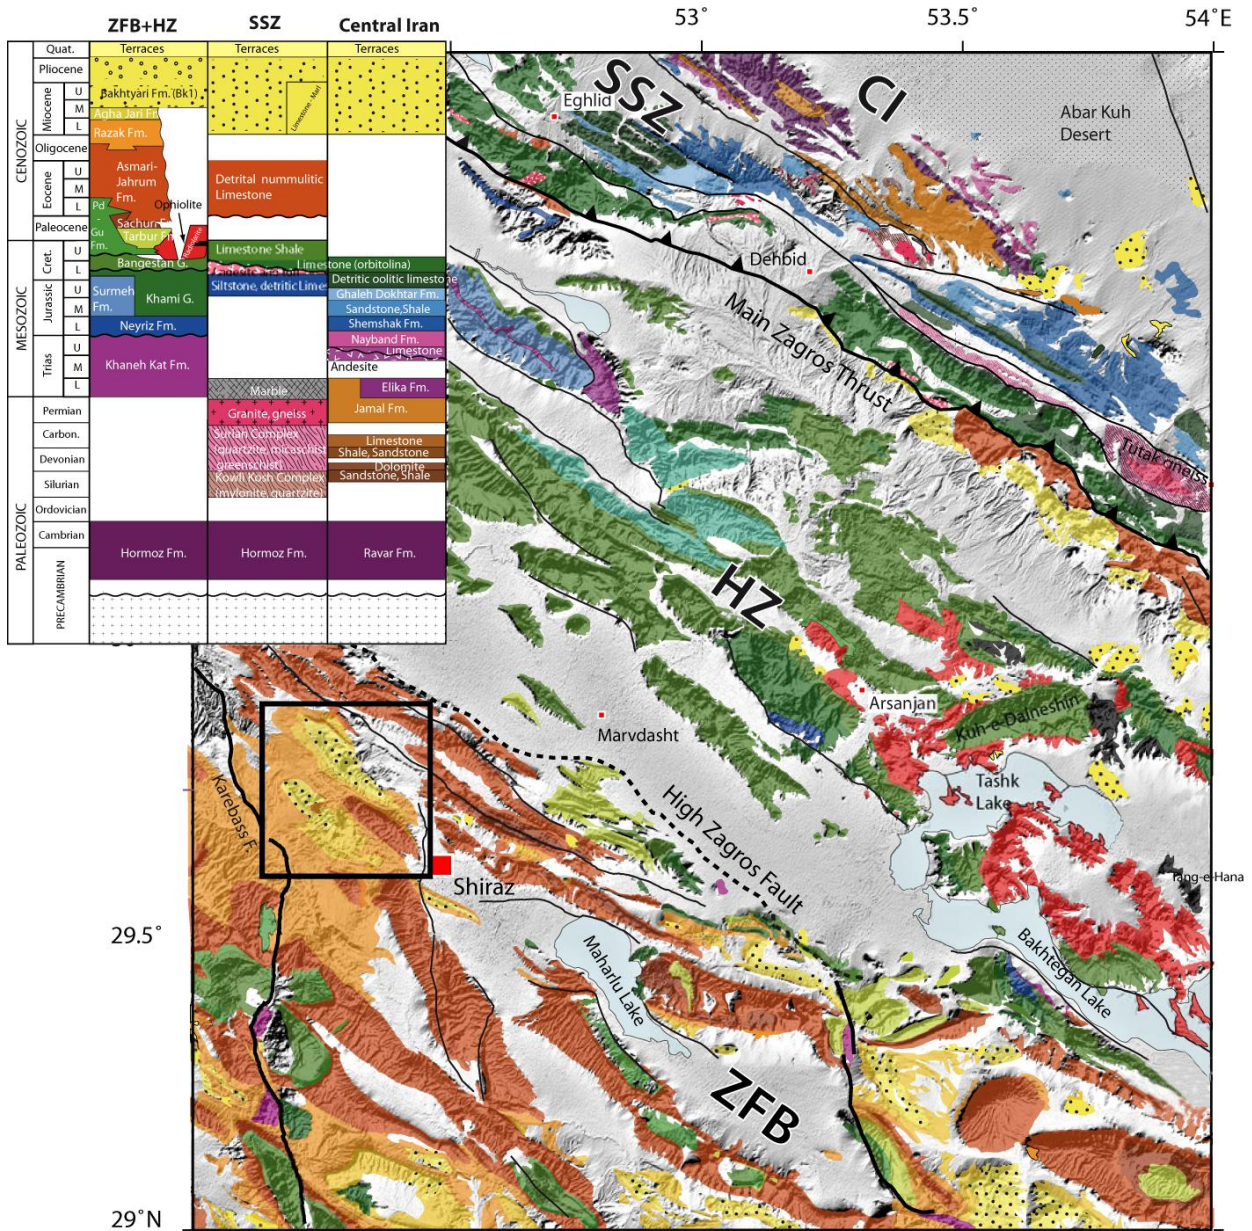 53° 53.5° 54°E
ZFB+HZ SSZ Central Iran
CENOZOIC
MESOZOIC
PALEOZOIC
Quat.
Pliocene
Miocene
U
M
L
Oligocene
Eocene
U
M
L
Paleocene
Cret.
U
L
Jurassic
U
M
L
Trias
U
M
L
Permian
Carbon.
Devonian
Silurian
Ordovician
Cambrian
PRECAMBRIAN
Terraces
Bakhtyari Fm. (Bk1)
Agha Jari F
Razak Fm.
Asmari-
Jahrum
Fm.
Pd
Gu
Fm.
Ophiolite
Sachun F
Tarbur F
Radiolarite
Bangestan G.
Surmeh
Fm.
Khami G.
Neyriz Fm.
Khaneh Kat Fm.
Hormoz Fm.
Terraces
Limestone - Marl
Detrital nummulitic
Limestone
Limestone Shale
Siltstone, detritic Lime
Marble
Granite, gneiss
Surian Complex
(quartzite, micaschist
greenschist)
Kowli Kosh Complex
(mylonite, quartzite)
Hormoz Fm.
Terraces
Limestone (orbitolina)
Detritic oolitic limestone
Ghaleh Dokhtar Fm.
Sandstone,Shale
Shemshak Fm.
Nayband Fm.
Limestone
Andesite
Elika Fm.
Jamal Fm.
Limestone
Shale, Sandstone
Dolomite
Sandstone, Shale
Ravar Fm.
SSZ
CI
Eghlid
Abar Kuh
Desert
Dehbid
Main Zagros Thrust
Tutak gneiss
HZ
Arsanjan
Kuh-e-Dalneshin
Marvdasht
Tashk
Lake
Karebass F.
High Zagros Fault
Shiraz
Tang-e-Hana
29.5°
Maharlu Lake
Bakhtegan Lake
ZFB
29°N